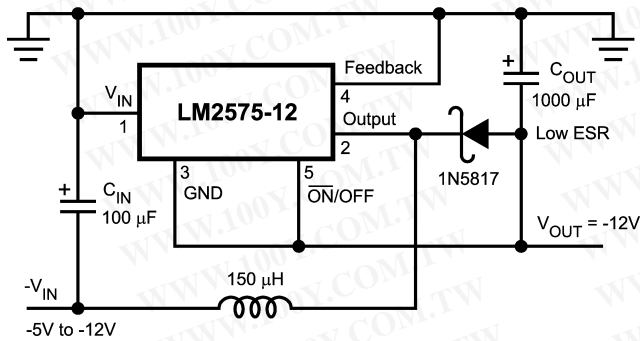 Feedback
V_IN
LM2575-12
4
C_OUT
1000 μF
1
Output
2
Low ESR
1N5817
3
GND
5
ON/OFF
C_IN
100 μF
V_OUT = -12V
150 μH
-V_IN
-5V to -12V
+
+
WWW.100Y.COM.TW